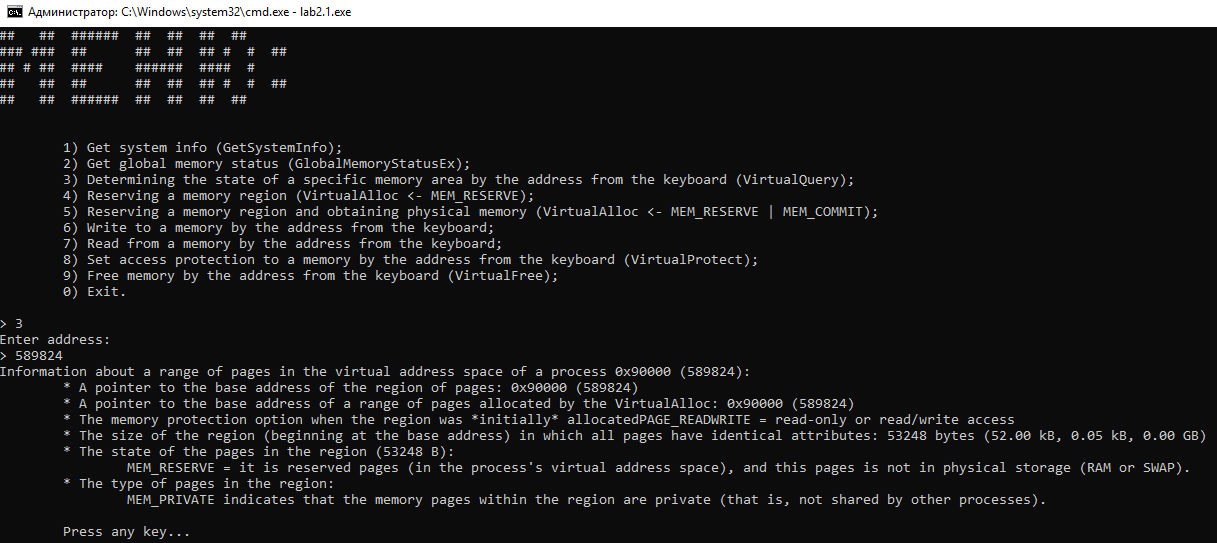 Администратор: C:\Windows\system32\cmd.exe - lab2.1.exe
##   ##  ######  ##  ##  ##  ##
### ###  ##      ##  ##  ## #  #  ##
## # ##  ####    ######  ####  #
##   ##  ##      ##  ##  ## #  #  ##
##   ##  ######  ##  ##  ##  ##
1) Get system info (GetSystemInfo);
2) Get global memory status (GlobalMemoryStatusEx);
3) Determining the state of a specific memory area by the address from the keyboard (VirtualQuery);
4) Reserving a memory region (VirtualAlloc <- MEM_RESERVE);
5) Reserving a memory region and obtaining physical memory (VirtualAlloc <- MEM_RESERVE | MEM_COMMIT);
6) Write to a memory by the address from the keyboard;
7) Read from a memory by the address from the keyboard;
8) Set access protection to a memory by the address from the keyboard (VirtualProtect);
9) Free memory by the address from the keyboard (VirtualFree);
0) Exit.
> 3
Enter address:
> 589824
Information about a range of pages in the virtual address space of a process 0x90000 (589824):
* A pointer to the base address of the region of pages: 0x90000 (589824)
* A pointer to the base address of a range of pages allocated by the VirtualAlloc: 0x90000 (589824)
* The memory protection option when the region was *initially* allocatedPAGE_READWRITE = read-only or read/write access
* The size of the region (beginning at the base address) in which all pages have identical attributes: 53248 bytes (52.00 kB, 0.05 kB, 0.00 GB)
* The state of the pages in the region (53248 B):
MEM_RESERVE = it is reserved pages (in the process's virtual address space), and this pages is not in physical storage (RAM or SWAP).
* The type of pages in the region:
MEM_PRIVATE indicates that the memory pages within the region are private (that is, not shared by other processes).
Press any key...